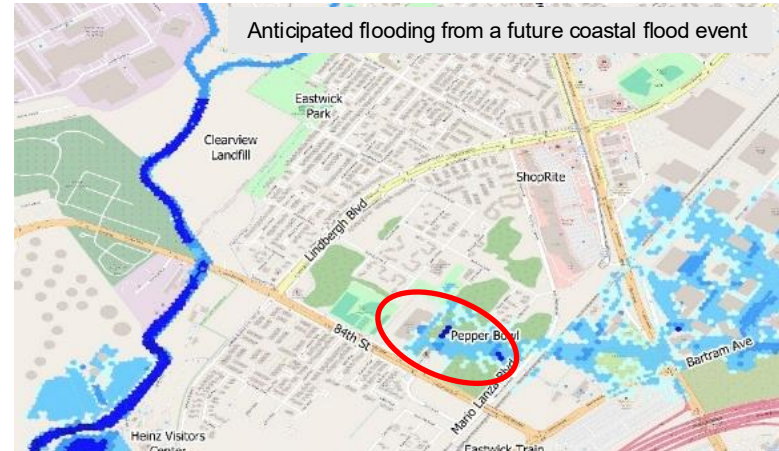 Anticipated flooding from a future coastal flood event
Eastwick
Park
Clearview
Landfill
ShopRite
Lindbergh Blvd
84th St
Pepper Bowl
Bartram Ave
Mario Lanza Blvd
Heinz Visitors
Center
Eastwick Train